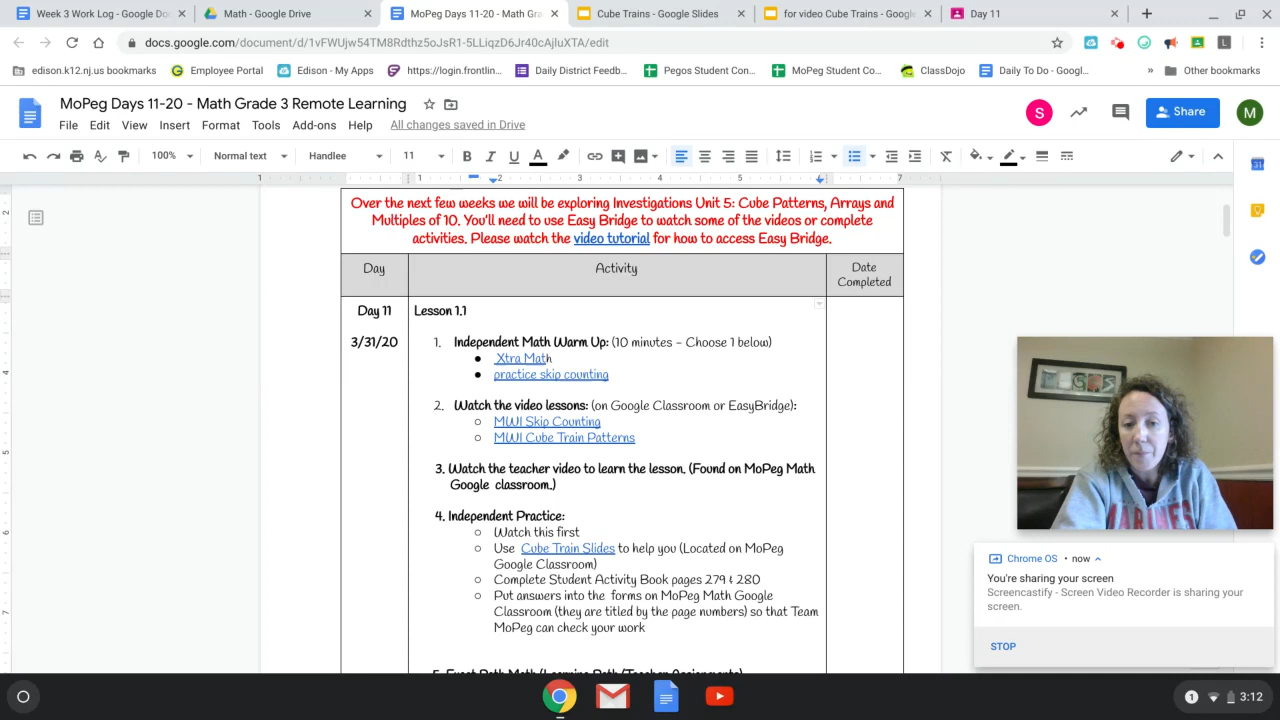 Week 3 Work Log - Google Doc
Math - Google Drive
MoPeg Days 11-20 - Math Gra
Cube Trains - Google Slides
for video Cube Trains - Google
Day 11
docs.google.com/document/d/1vFWUjw54TM8Rdthz5oJsR1-5LLiqzD6Jr40cAjluXTA/edit
edison.k12.nj.us bookmarks
Employee Portal
Edison - My Apps
https://login.frontlin...
Daily District Feedb...
Pegos Student Con...
MoPeg Student Co...
ClassDojo
Daily To Do - Googl...
»
Other bookmarks
MoPeg Days 11-20 - Math Grade 3 Remote Learning
File Edit View Insert Format Tools Add-ons Help All changes saved in Drive
S
Share
M
100% Normal text Handlee 11 B I U A
1 1 2 3 4 5 6 7
Over the next few weeks we will be exploring Investigations Unit 5: Cube Patterns, Arrays and
Multiples of 10. You'll need to use Easy Bridge to watch some of the videos or complete
activities. Please watch the video tutorial for how to access Easy Bridge.
Day Activity Date
Completed
Day 11 Lesson 1.1
3/31/20 1. Independent Math Warm Up: (10 minutes - Choose 1 below)
● Xtra Math
● practice skip counting
2. Watch the video lessons: (on Google Classroom or EasyBridge):
○ MWI Skip Counting
○ MWI Cube Train Patterns
3. Watch the teacher video to learn the lesson. (Found on MoPeg Math
Google classroom.)
4. Independent Practice:
○ Watch this first
○ Use Cube Train Slides to help you (Located on MoPeg
Google Classroom)
○ Complete Student Activity Book pages 279 & 280
○ Put answers into the forms on MoPeg Math Google
Classroom (they are titled by the page numbers) so that Team
MoPeg can check your work
MARINES
Chrome OS • now
You're sharing your screen
Screencastify - Screen Video Recorder is sharing your
screen.
STOP
1 3:12